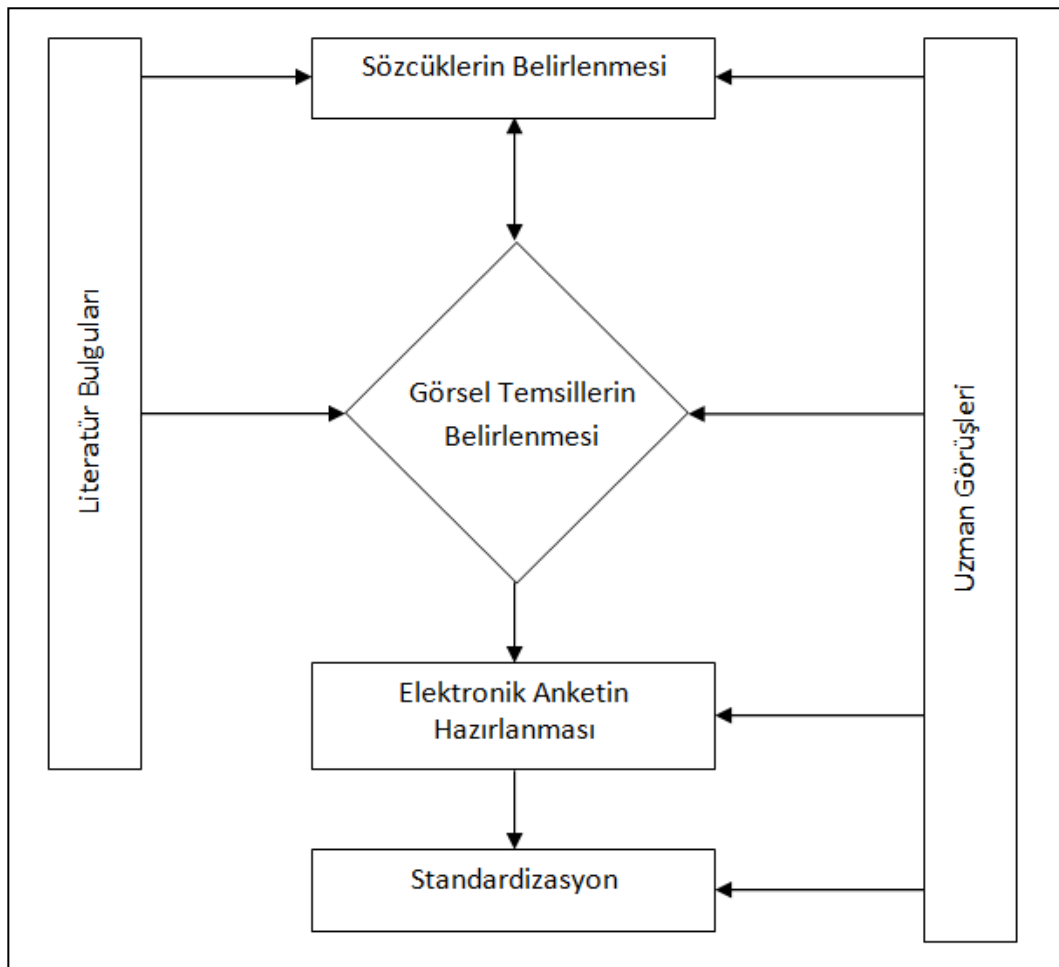 Sözcüklerin Belirlenmesi
Literatür Bulguları
Görsel Temsillerin
Belirlenmesi
Uzman Görüşleri
Elektronik Anketin
Hazırlanması
Standardizasyon